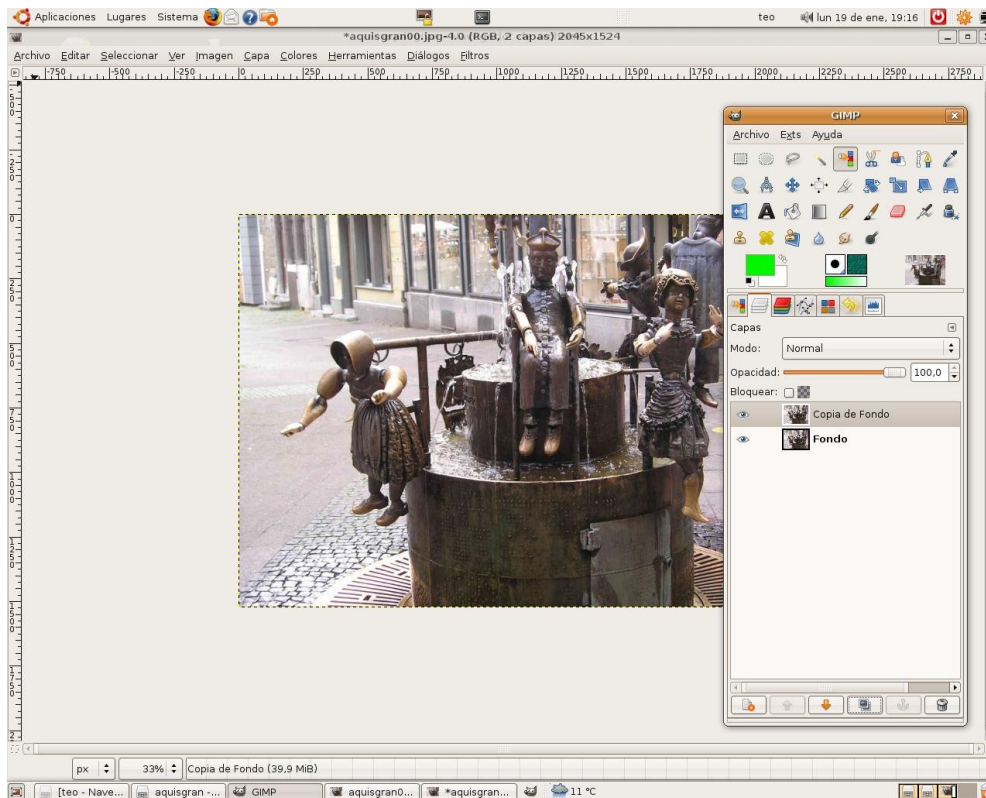 Aplicaciones Lugares Sistema teo lun 19 de ene, 19:16
*aquisgran00.jpg-4.0 (RGB, 2 capas) 2045x1524
Archivo Editar Seleccionar Ver Imagen Capa Colores Herramientas Diálogos Filtros
-750 -500 -250 0 250 500 750 1000 1250 1500 1750 2000 2250 2500 2750
GIMP
Archivo Exts Ayuda
Capas
Modo: Normal
Opacidad: 100,0
Bloquear:
Copia de Fondo
Fondo
px 33% Copia de Fondo (39,9 MiB)
[teo - Nave... aquisgran -... GIMP aquisgran0... *aquisgran... 11 °C